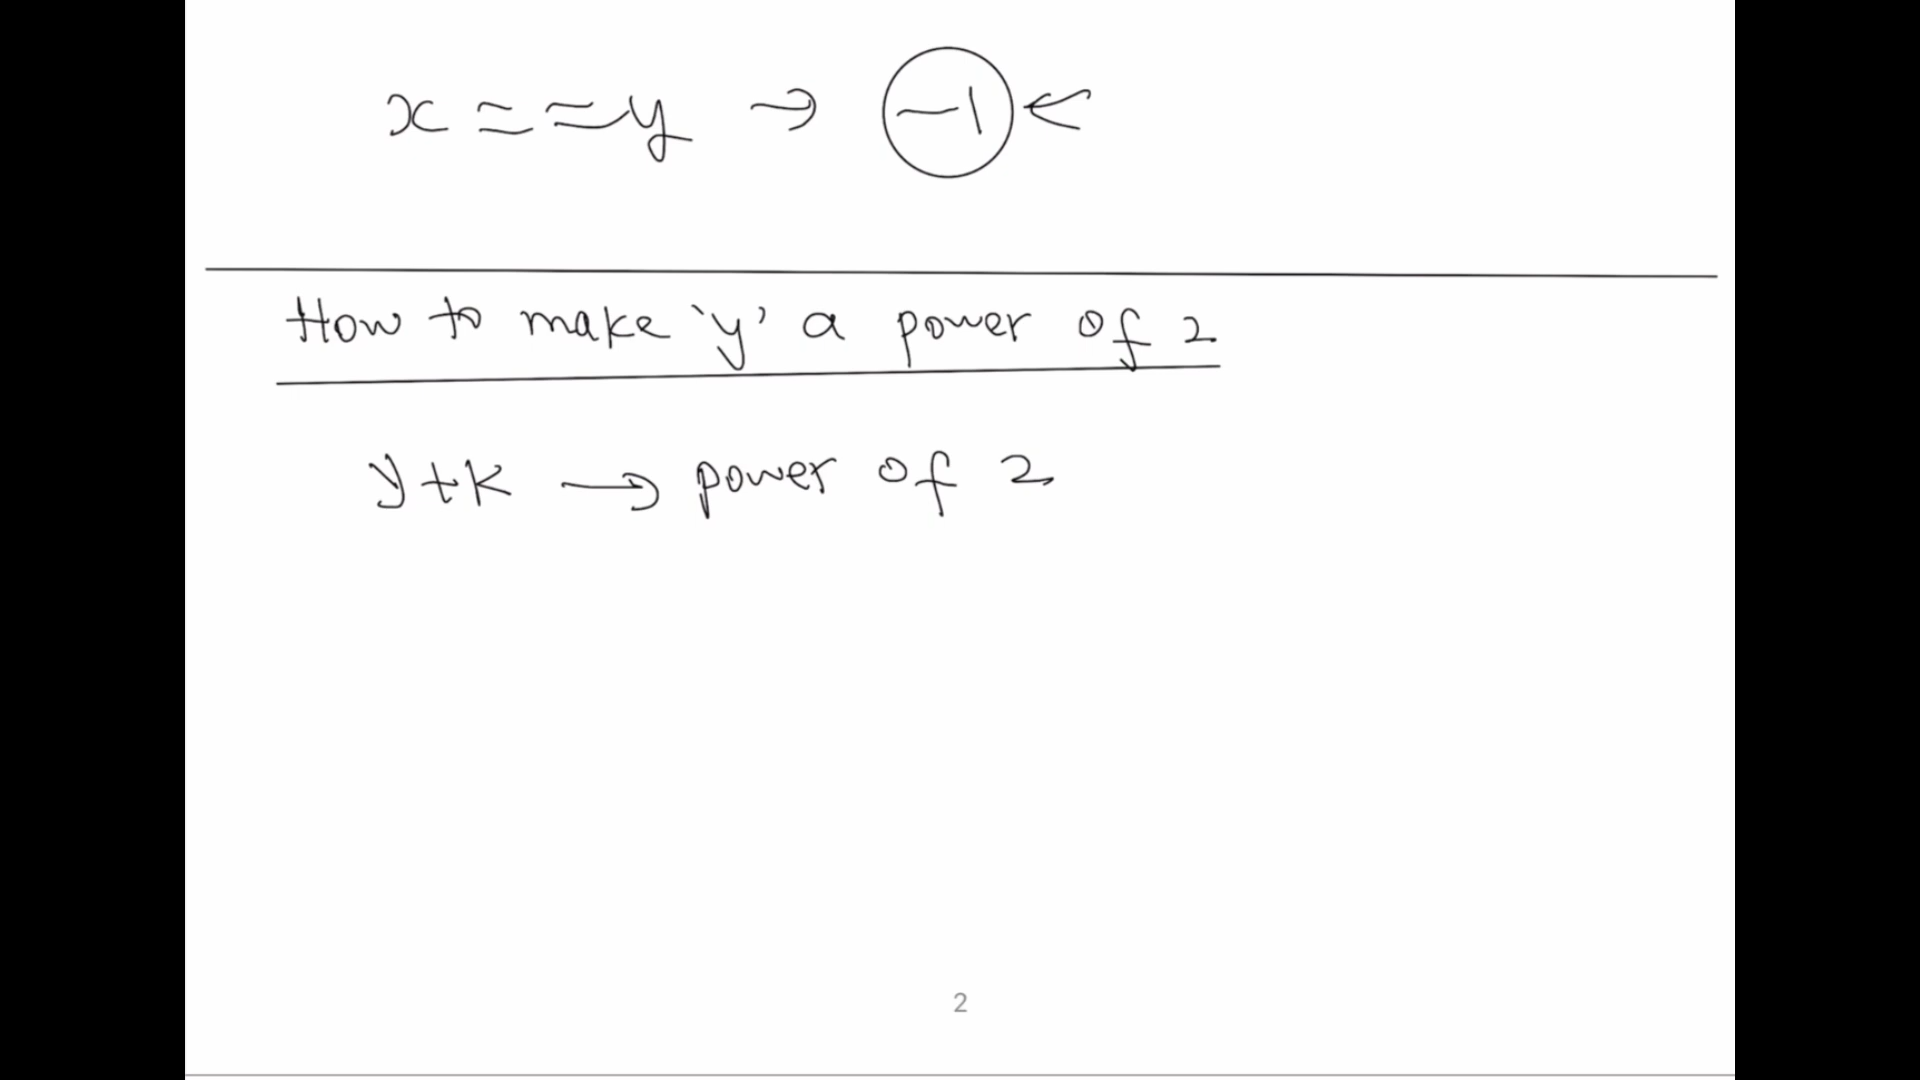 x == y → -1 ←
How to make 'y' a power of 2
y+k → power of 2
2